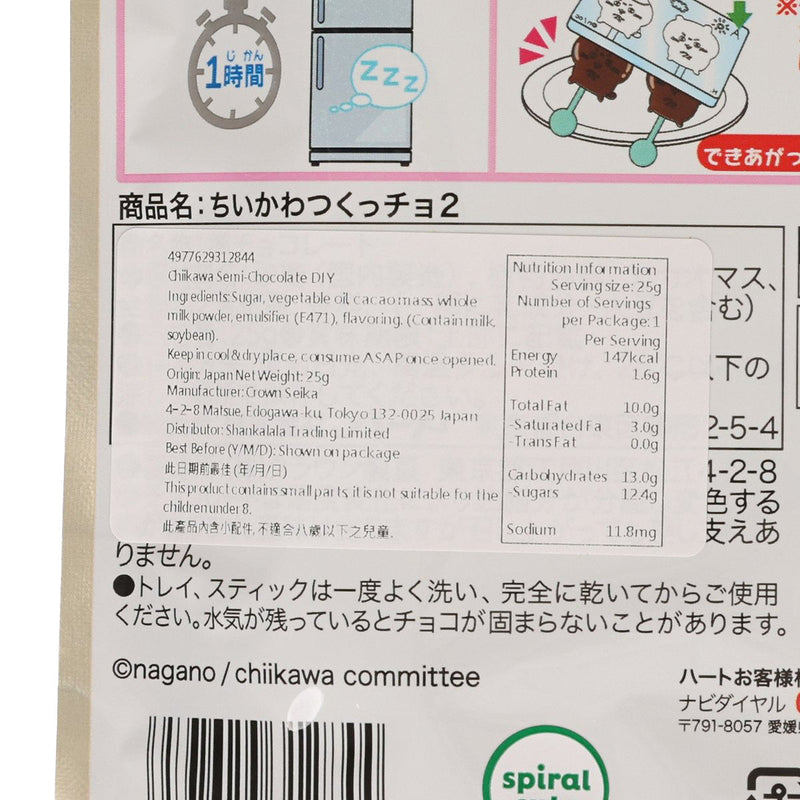 じ かん
1時間
zzz
A
※
できあがっ
商品名：ちいかわつくっチョ2
4977629312844
Chiikawa Semi-Chocolate DIY
Ingredients: Sugar, vegetable oil, cacao mass, whole
milk powder, emulsifier (E471), flavoring. (Contain milk,
soybean).
Keep in cool & dry place, consume ASAP once opened.
Origin: Japan Net Weight: 25g
Manufacturer: Crown Seika
4-2-8 Matsue, Edogawa-ku, Tokyo 132-0025 Japan
Distributor: Shankalala Trading Limited
Best Before (Y/M/D): Shown on package
此日期前最佳(年/月/日)
This product contains small parts, it is not suitable for the
children under 8.
此產品內含小配件,不適合八歲以下之兒童.
Nutrition Information
Serving size: 25g
Number of Servings
per Package: 1
Per Serving
Energy 147kcal
Protein 1.6g
Total Fat 10.0g
-Saturated Fa 3.0g
-Trans Fat 0.0g
Carbohydrates 13.0g
-Sugars 12.4g
Sodium 11.8mg
マス、
含む)
以下の
2-5-4
4-2-8
色する
支えあ
りません。
●トレイ、スティックは一度よく洗い、完全に乾いてからご使用
ください。水気が残っているとチョコが固まらないことがあります。
©nagano / chiikawa committee
ハートお客様
ナビダイヤル
〒791-8057 愛媛
spiral